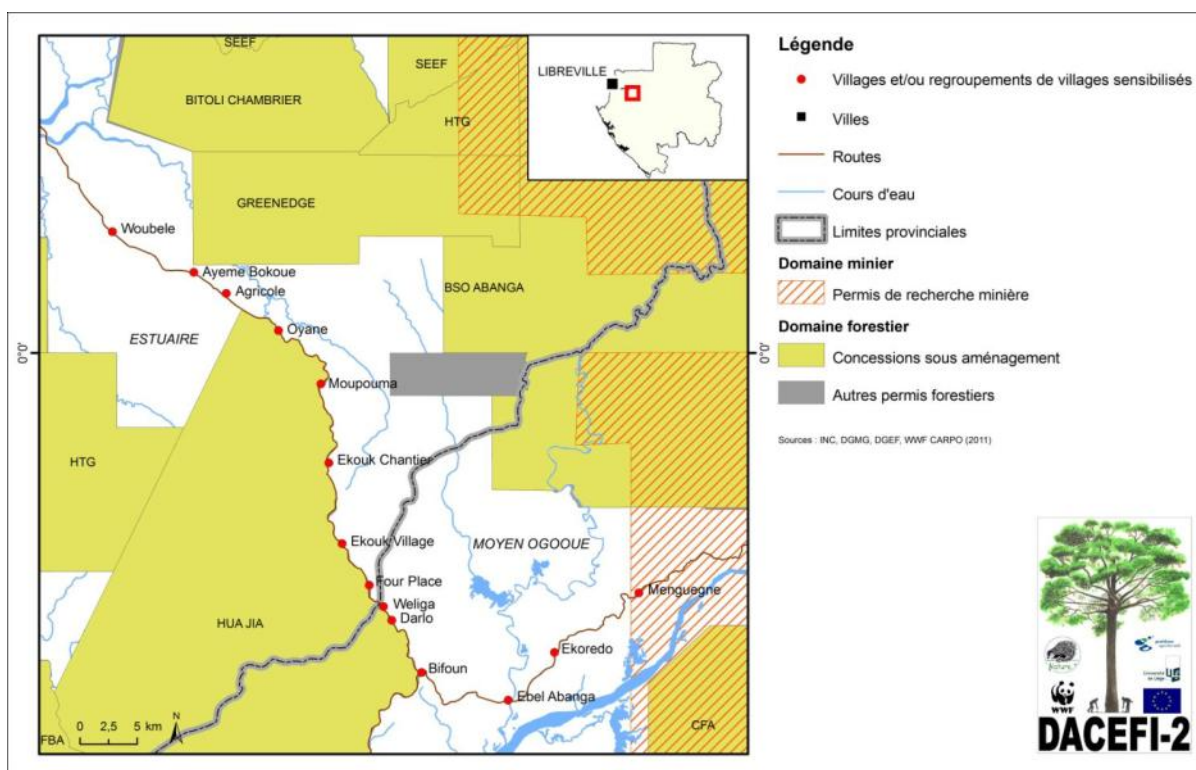 SEEF
SEEF
BITOLI CHAMBRIER
HTG
GREENEDGE
LIBREVILLE
Woubele
Ayeme Bokoue
Agricole
BSO ABANGA
ESTUAIRE
Oyane
0°0'
0°0'
Moupouma
HTG
Ekouk Chantier
Ekouk Village
MOYEN OGOOUE
Four Place
Menguegne
Weliga
Darlo
HUA JIA
Ekoredo
Bifoun
Ebel Abanga
FBA
0 2,5 5 km
N
CFA
Légende
Villages et/ou regroupements de villages sensibilisés
Villes
Routes
Cours d'eau
Limites provinciales
Domaine minier
Permis de recherche minière
Domaine forestier
Concessions sous aménagement
Autres permis forestiers
Sources : INC, DGMG, DGEF, WWF CARPO (2011)
WWF
DACEFI-2